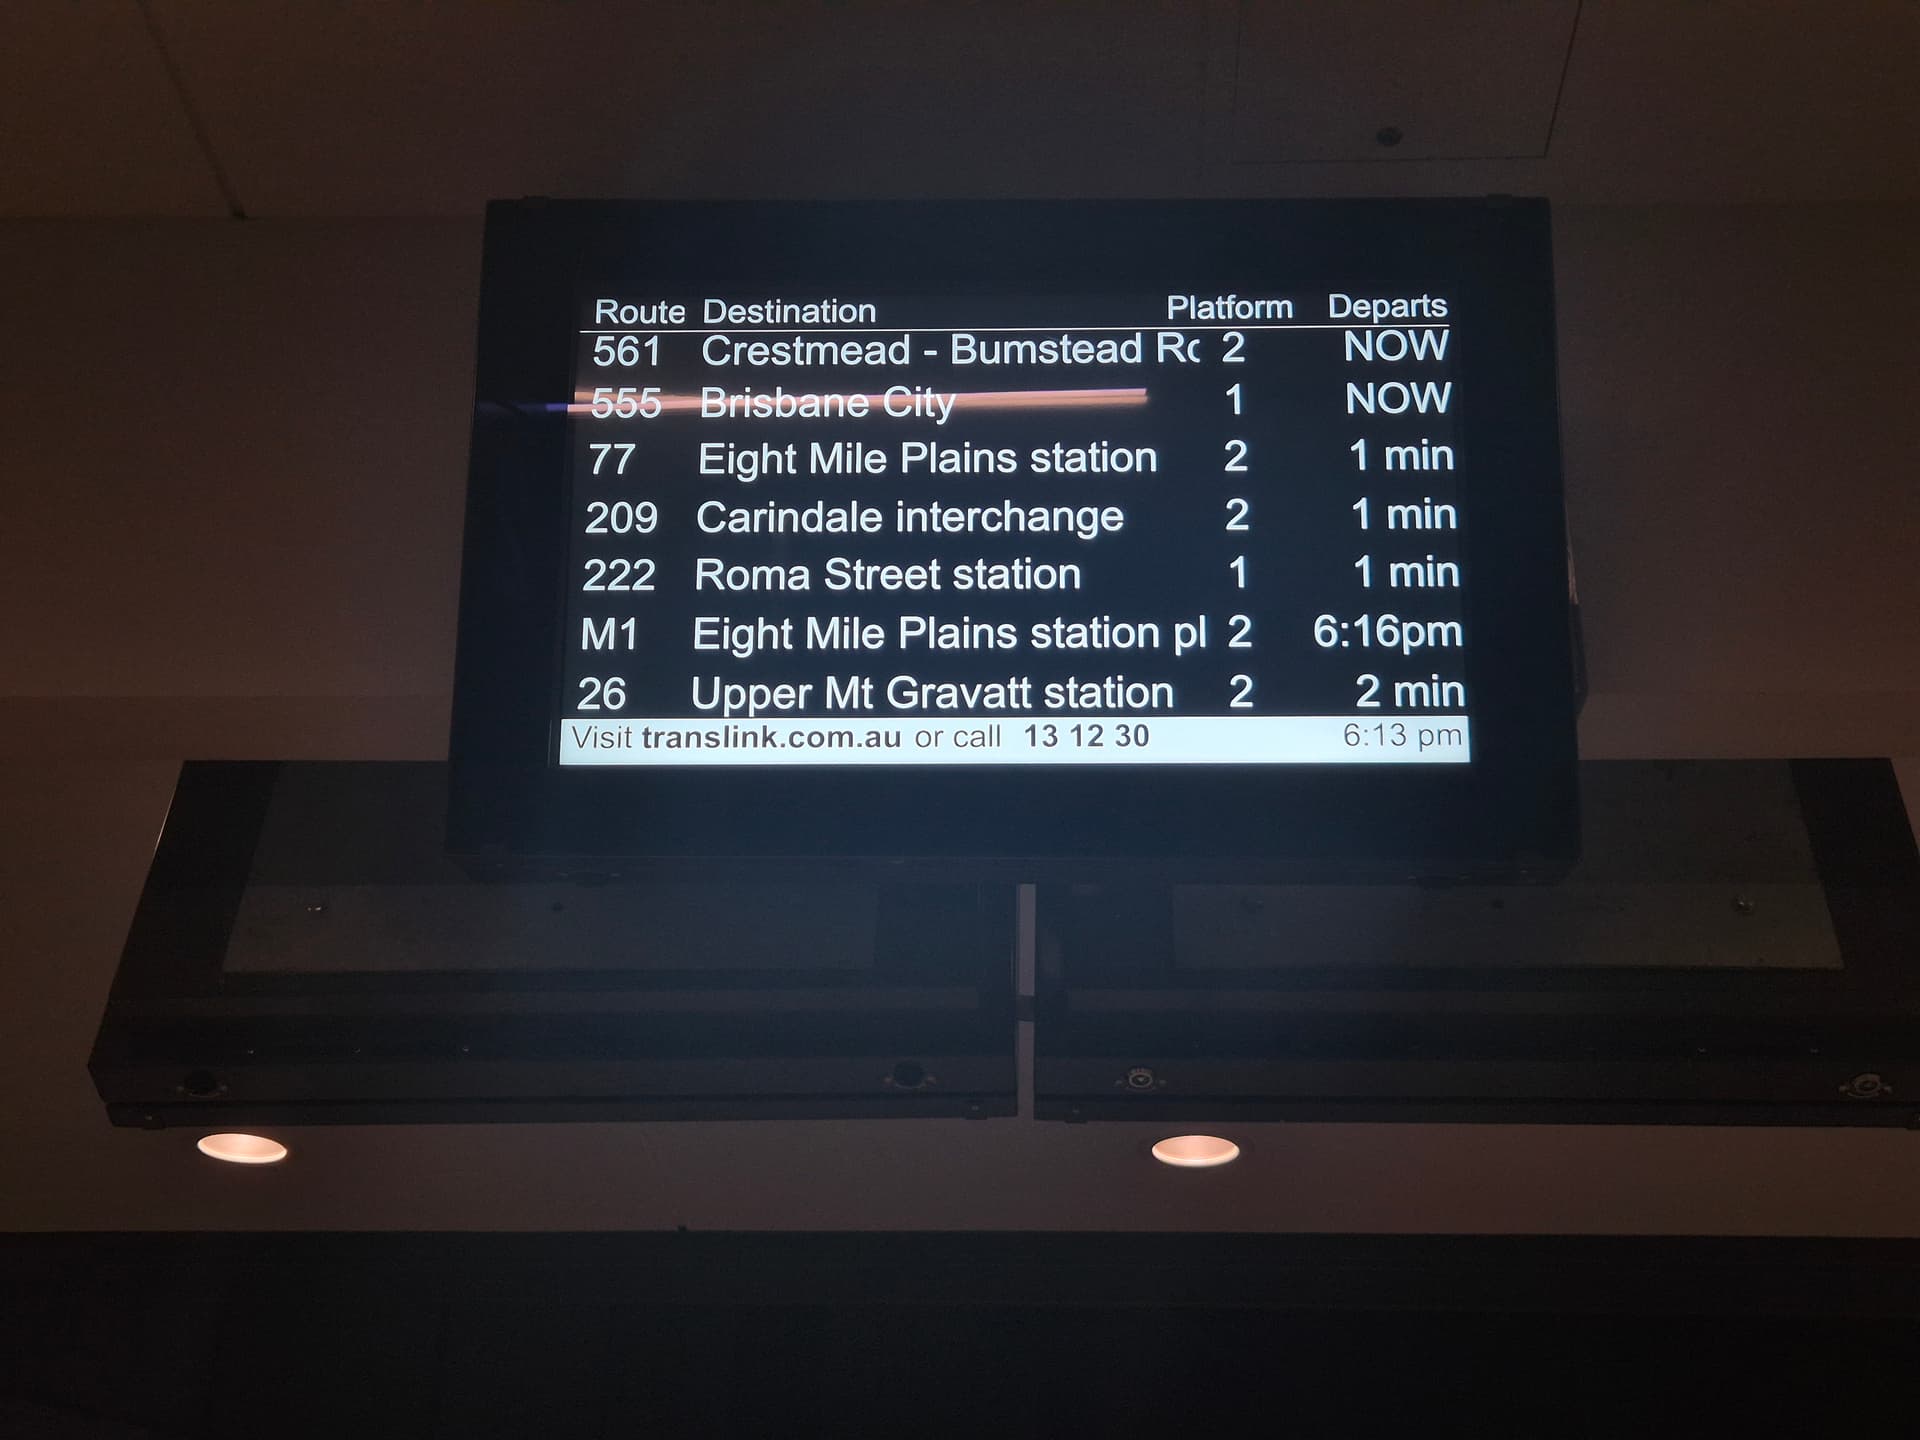 Route Destination Platform Departs
561 Crestmead - Bumstead Rc 2 NOW
555 Brisbane City 1 NOW
77 Eight Mile Plains station 2 1 min
209 Carindale interchange 2 1 min
222 Roma Street station 1 1 min
M1 Eight Mile Plains station pl 2 6:16pm
26 Upper Mt Gravatt station 2 2 min
Visit translink.com.au or call 13 12 30 6:13 pm